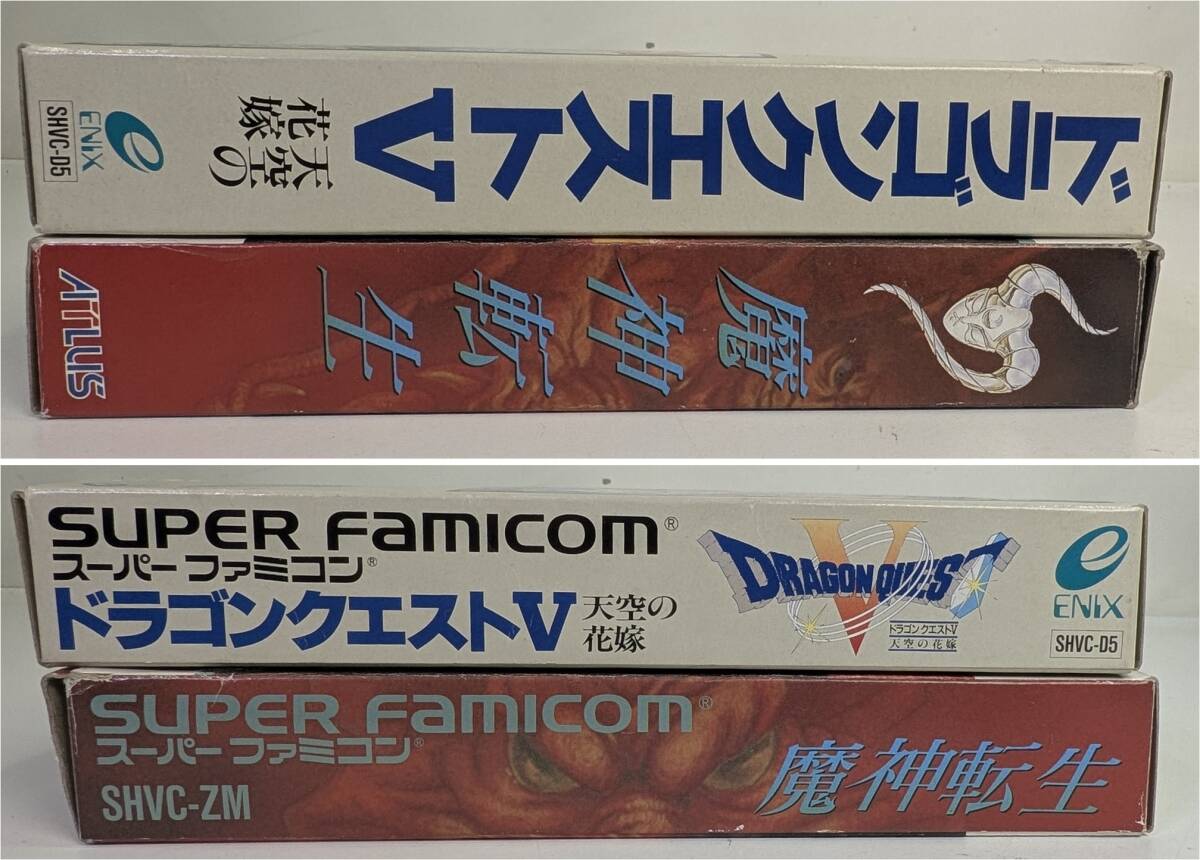 ドラゴンクエストV
天空の
花嫁
ENIX
SHVC-D5
魔神転生
ATLUS
SUPER FAMICOM®
スーパー ファミコン®
ドラゴンクエストV
天空の
花嫁
DRAGON QUEST
V
ドラゴンクエストV
天空の花嫁
ENIX
SHVC-D5
SUPER FAMICOM®
スーパー ファミコン®
SHVC-ZM
魔神転生